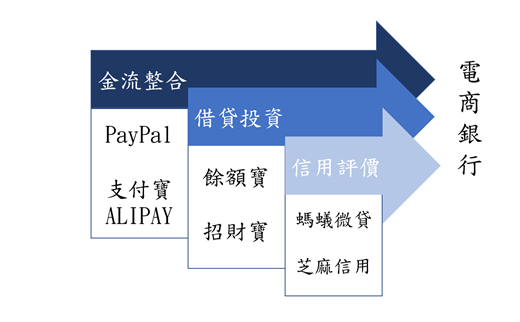 金流整合
PayPal
支付寶
ALIPAY
借貸投資
餘額寶
招財寶
信用評價
螞蟻微貸
芝麻信用
電商銀行